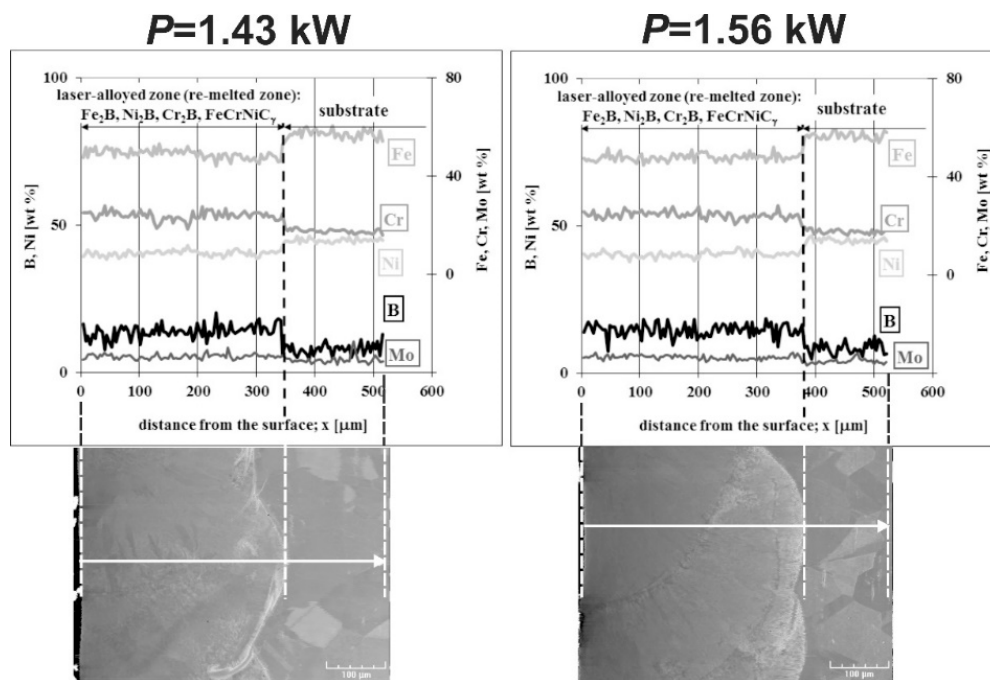 P=1.43 kW
100
80
laser-alloyed zone (re-melted zone):
Fe₂B, Ni₂B, Cr₂B, FeCrNiCγ
substrate
Fe
40
B, Ni [wt %]
50
Cr
Ni
Fe, Cr, Mo [wt %]
0
B
Mo
0
0 100 200 300 400 500 600
distance from the surface; x [µm]
100 µm
P=1.56 kW
100
80
laser-alloyed zone (re-melted zone):
Fe₂B, Ni₂B, Cr₂B, FeCrNiCγ
substrate
Fe
40
B, Ni [wt %]
50
Cr
Ni
Fe, Cr, Mo [wt %]
0
B
Mo
0
0 100 200 300 400 500 600
distance from the surface; x [µm]
100 µm